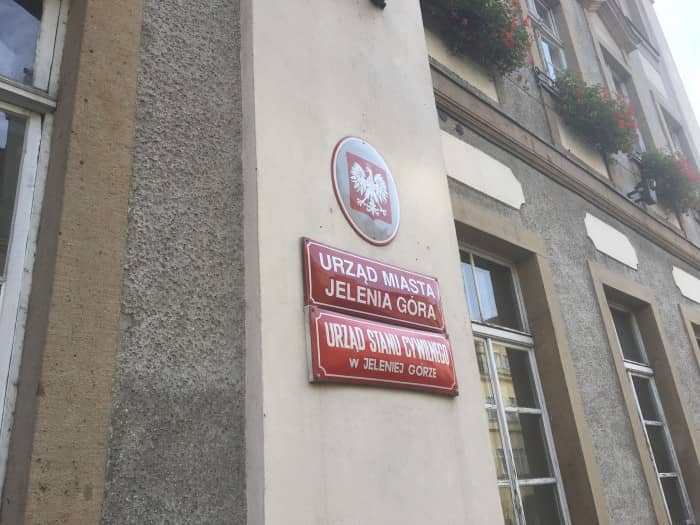 URZĄD MIASTA
JELENIA GÓRA
URZĄD STANU CYWILNEGO
W JELENIEJ GÓRZE